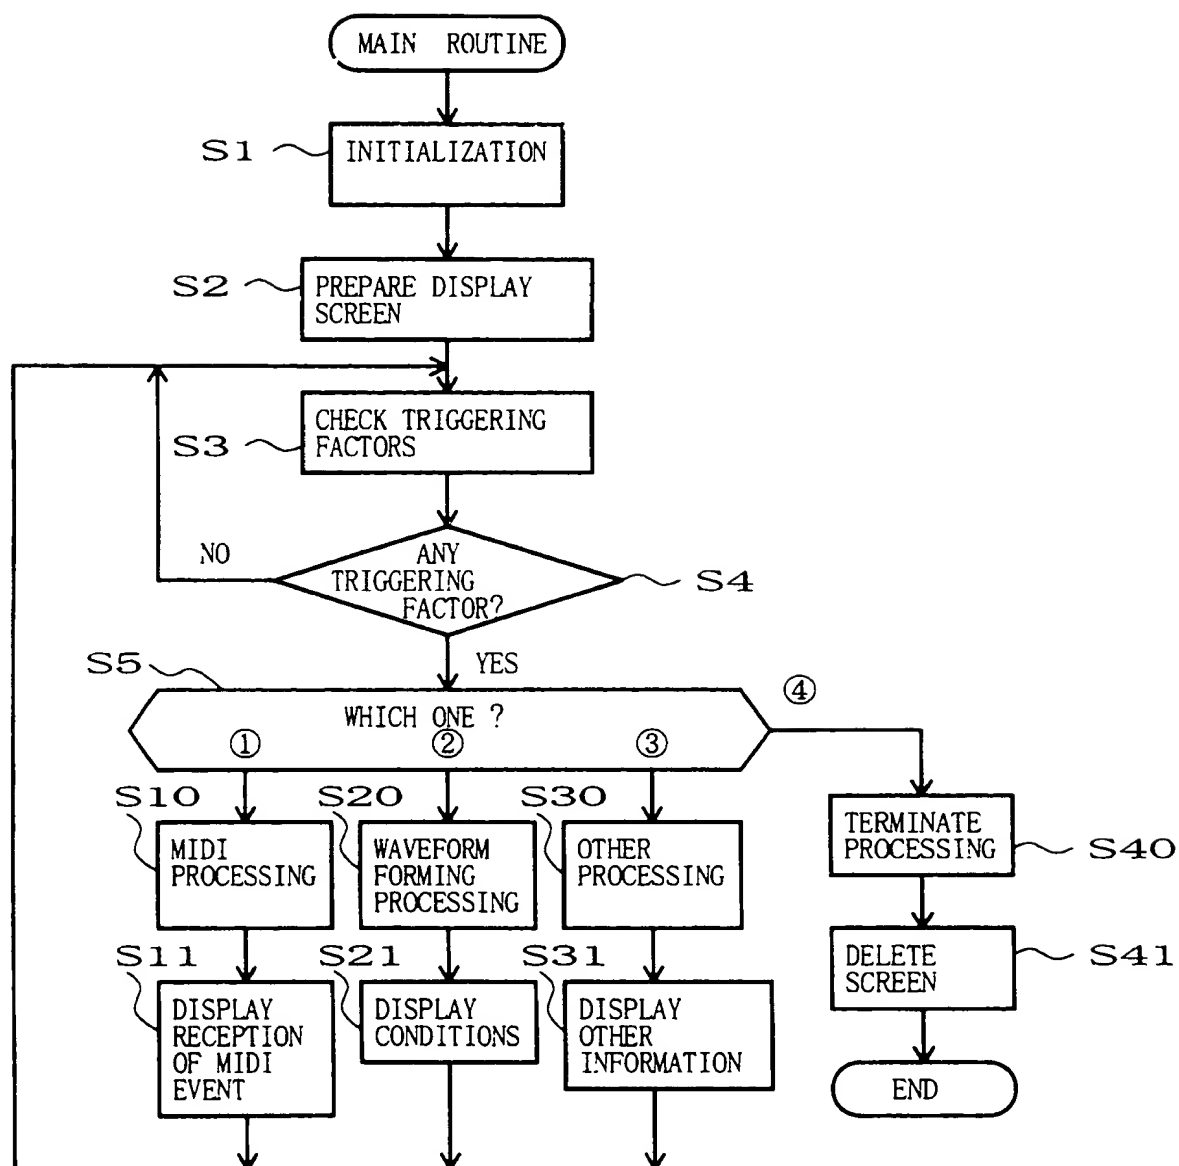 MAIN ROUTINE
S1
INITIALIZATION
S2
PREPARE DISPLAY
SCREEN
S3
CHECK TRIGGERING
FACTORS
NO
ANY
TRIGGERING
FACTOR?
S4
YES
S5
WHICH ONE ?
④
①
②
③
S10
MIDI
PROCESSING
S20
WAVEFORM
FORMING
PROCESSING
S30
OTHER
PROCESSING
TERMINATE
PROCESSING
S40
S11
DISPLAY
RECEPTION
OF MIDI
EVENT
S21
DISPLAY
CONDITIONS
S31
DISPLAY
OTHER
INFORMATION
DELETE
SCREEN
S41
END